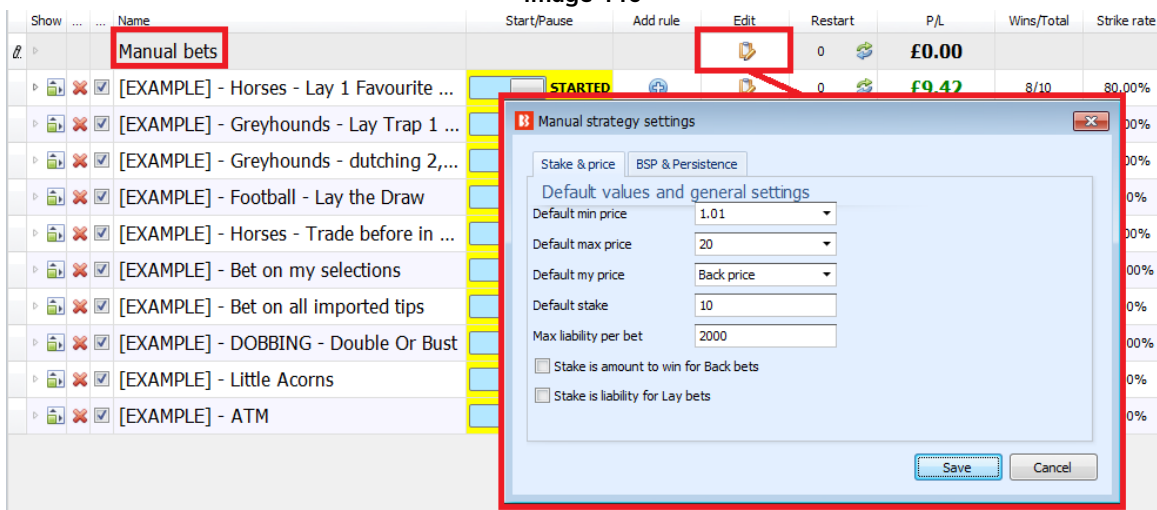 Show ... ... Name Start/Pause Add rule Edit Restart P/L Wins/Total Strike rate
Manual bets 0 £0.00
[EXAMPLE] - Horses - Lay 1 Favourite ... STARTED 0 £9.42 8/10 80.00%
[EXAMPLE] - Greyhounds - Lay Trap 1 ...
[EXAMPLE] - Greyhounds - dutching 2,...
[EXAMPLE] - Football - Lay the Draw
[EXAMPLE] - Horses - Trade before in ...
[EXAMPLE] - Bet on my selections
[EXAMPLE] - Bet on all imported tips
[EXAMPLE] - DOBBING - Double Or Bust
[EXAMPLE] - Little Acorns
[EXAMPLE] - ATM
Manual strategy settings
Stake & price BSP & Persistence
Default values and general settings
Default min price 1.01
Default max price 20
Default my price Back price
Default stake 10
Max liability per bet 2000
Stake is amount to win for Back bets
Stake is liability for Lay bets
Save Cancel